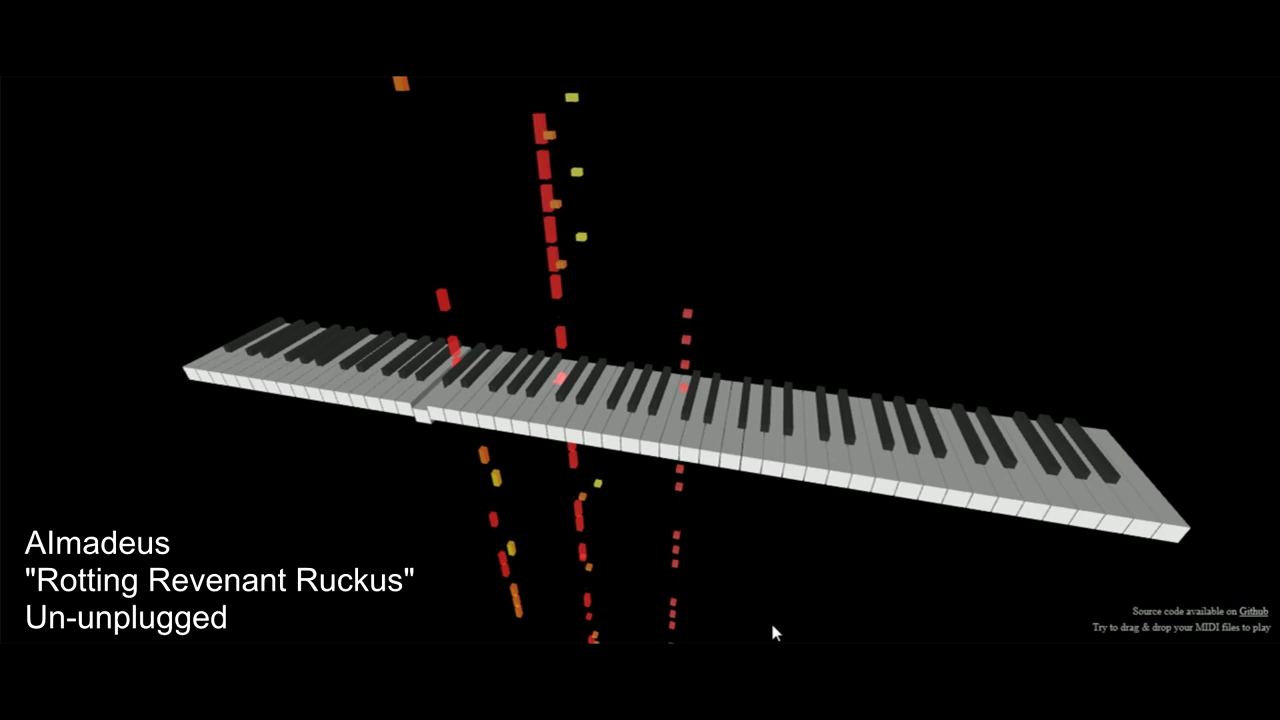 AImadeus
"Rotting Revenant Ruckus"
Un-unplugged
Source code available on Github
Try to drag & drop your MIDI files to play